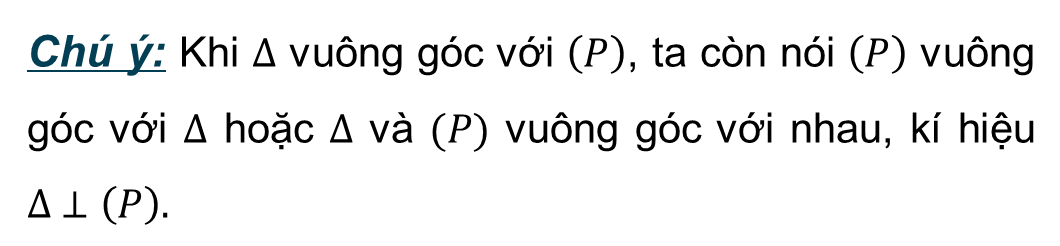 Chú ý: Khi Δ vuông góc với (P), ta còn nói (P) vuông
góc với Δ hoặc Δ và (P) vuông góc với nhau, kí hiệu
Δ ⊥ (P).